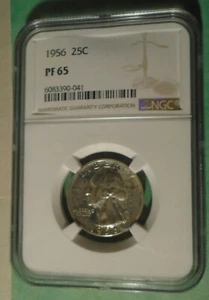 1956 25C
PF 65
6083390-041
NUMISMATIC GUARANTY CORPORATION
NGC